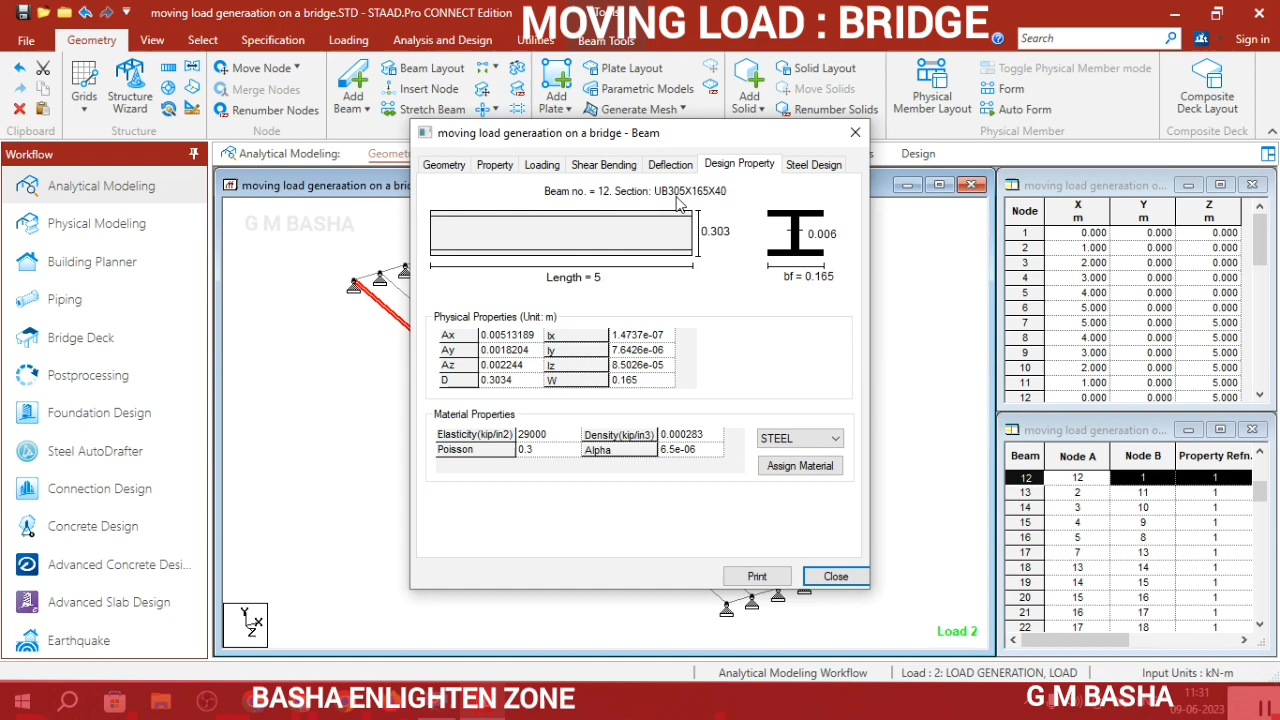 moving load generaation on a bridge.STD - STAAD.Pro CONNECT Edition
MOVING LOAD : BRIDGE
File Geometry View Select Specification Loading Analysis and Design Utilities Beam Tools Search Sign in
Grids
Structure Wizard
Move Node
Merge Nodes
Renumber Nodes
Add Beam
Beam Layout
Insert Node
Stretch Beam
Add Plate
Plate Layout
Parametric Models
Generate Mesh
Add Solid
Solid Layout
Move Solids
Renumber Solids
Physical Member Layout
Toggle Physical Member mode
Form
Auto Form
Composite Deck Layout
Clipboard Structure Node Physical Member Composite Deck
Workflow
Analytical Modeling:
Design
Analytical Modeling
Physical Modeling
Building Planner
Piping
Bridge Deck
Postprocessing
Foundation Design
Steel AutoDrafter
Connection Design
Concrete Design
Advanced Concrete Desi...
Advanced Slab Design
Earthquake
moving load generaation on a brid
G M BASHA
moving load generaation on a bridge - Beam
Geometry Property Loading Shear Bending Deflection Design Property Steel Design
Beam no. = 12. Section: UB305X165X40
0.303
0.006
Length = 5
bf = 0.165
Physical Properties (Unit: m)
Ax 0.00513189 Ix 1.4737e-07
Ay 0.0018204 Iy 7.6426e-06
Az 0.002244 Iz 8.5026e-05
D 0.3034 W 0.165
Material Properties
Elasticity(kip/in2) 29000 Density(kip/in3) 0.000283
Poisson 0.3 Alpha 6.5e-06
STEEL
Assign Material
Print Close
Y
X
Z
Load 2
moving load generaation o...
Node X m Y m Z m
1 0.000 0.000 0.000
2 1.000 0.000 0.000
3 2.000 0.000 0.000
4 3.000 0.000 0.000
5 4.000 0.000 0.000
6 5.000 0.000 0.000
7 5.000 0.000 5.000
8 4.000 0.000 5.000
9 3.000 0.000 5.000
10 2.000 0.000 5.000
11 1.000 0.000 5.000
12 0.000 0.000 5.000
moving load generaation o...
Beam Node A Node B Property Refn.
12 12 1 1
13 2 11 1
14 3 10 1
15 4 9 1
16 5 8 1
17 7 13 1
18 13 14 1
19 14 15 1
20 15 16 1
21 16 17 1
22 17 18 1
Analytical Modeling Workflow Load : 2: LOAD GENERATION, LOAD Input Units : kN-m
BASHA ENLIGHTEN ZONE
G M BASHA
11:31
09-06-2023